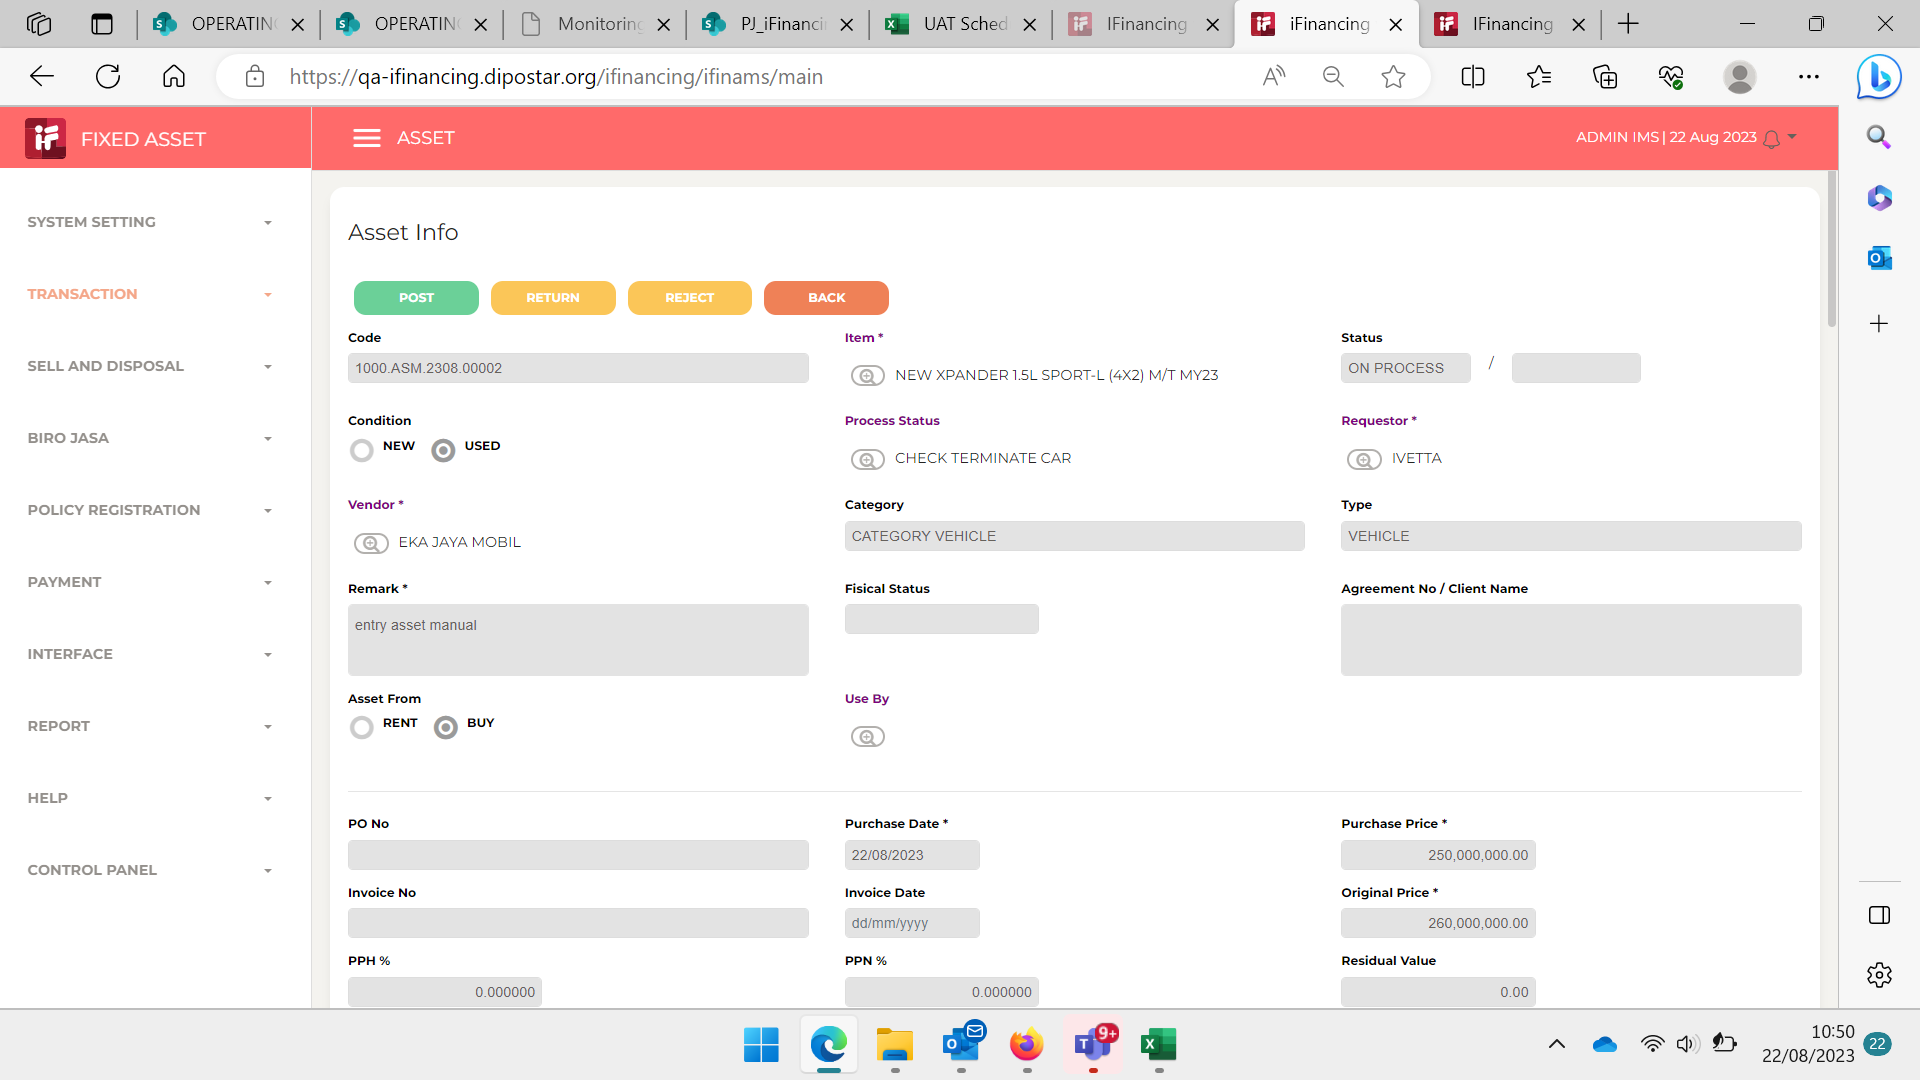 OPERATIN
OPERATIN
Monitoring
PJ_iFinanci
UAT Sched
IFinancing
iFinancing
IFinancing
https://qa-ifinancing.dipostar.org/ifinancing/ifinams/main
iF FIXED ASSET
ASSET
ADMIN IMS | 22 Aug 2023
SYSTEM SETTING
TRANSACTION
SELL AND DISPOSAL
BIRO JASA
POLICY REGISTRATION
PAYMENT
INTERFACE
REPORT
HELP
CONTROL PANEL
Asset Info
POST RETURN REJECT BACK
Code Item * Status
1000.ASM.2308.00002 NEW XPANDER 1.5L SPORT-L (4X2) M/T MY23 ON PROCESS /
Condition Process Status Requestor *
NEW USED CHECK TERMINATE CAR IVETTA
Vendor * Category Type
EKA JAYA MOBIL CATEGORY VEHICLE VEHICLE
Remark * Fisical Status Agreement No / Client Name
entry asset manual
Asset From Use By
RENT BUY
PO No Purchase Date * Purchase Price *
22/08/2023 250,000,000.00
Invoice No Invoice Date Original Price *
dd/mm/yyyy 260,000,000.00
PPH % PPN % Residual Value
0.000000 0.000000 0.00
9+
10:50
22/08/2023
22